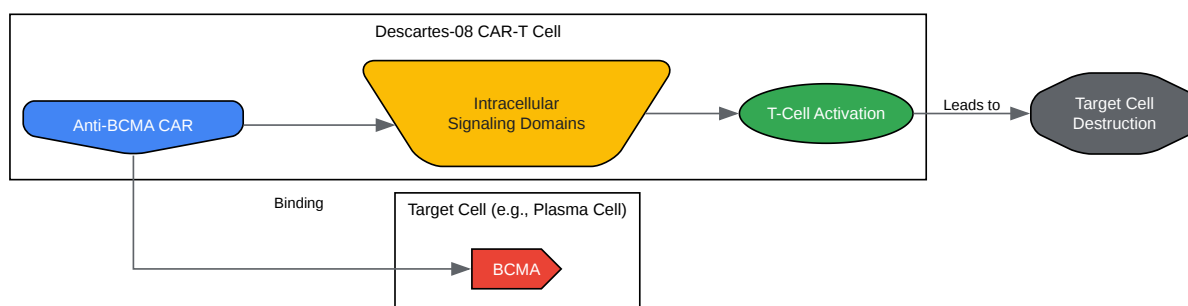 Descartes-08 CAR-T Cell
Anti-BCMA CAR
Intracellular
Signaling Domains
T-Cell Activation
Leads to
Target Cell
Destruction
Binding
Target Cell (e.g., Plasma Cell)
BCMA